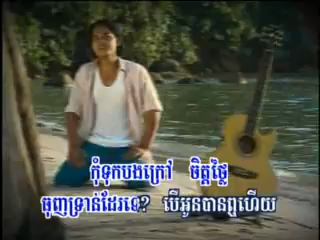 កុំទុកបងក្រៅ ចិត្តថ្លៃ
ធុញទ្រាន់ដែរទេ? បើអូនបានឮហើយ